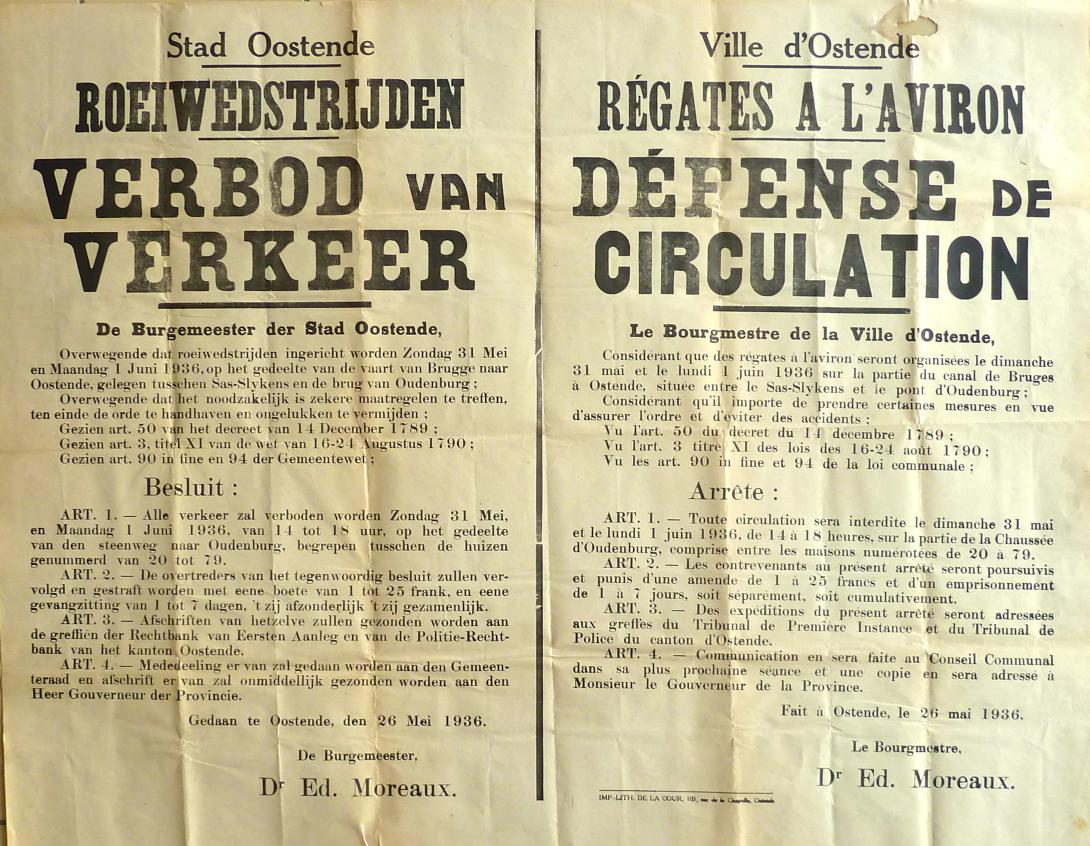 Stad Oostende
ROEIWEDSTRIJDEN
VERBOD VAN
VERKEER
De Burgemeester der Stad Oostende,
Overwegende dat roeiwedstrijden ingericht worden Zondag 31 Mei
en Maandag 1 Juni 1936, op het gedeelte van de vaart van Brugge naar
Oostende, gelegen tusschen Sas-Slykens en de brug van Oudenburg ;
Overwegende dat het noodzakelijk is zekere maatregelen te treffen,
ten einde de orde te handhaven en ongelukken te vermijden ;
Gezien art. 50 van het decreet van 14 December 1789 ;
Gezien art. 3, titel XI van de wet van 16-24 Augustus 1790 ;
Gezien art. 90 in fine en 94 der Gemeentewet ;
Besluit :
ART. 1. — Alle verkeer zal verboden worden Zondag 31 Mei,
en Maandag 1 Juni 1936, van 14 tot 18 uur, op het gedeelte
van den steenweg naar Oudenburg, begrepen tusschen de huizen
genummerd van 20 tot 79.
ART. 2. — De overtreders van het tegenwoordig besluit zullen ver-
volgd en gestraft worden met eene boete van 1 tot 25 frank, en eene
gevangzitting van 1 tot 7 dagen, 't zij afzonderlijk 't zij gezamenlijk.
ART. 3. — Afschriften van hetzelve zullen gezonden worden aan
de greffiën der Rechtbank van Eersten Aanleg en van de Politie-Recht-
bank van het kanton Oostende.
ART. 4. — Mededeeling er van zal gedaan worden aan den Gemeen-
teraad en afschrift er van zal onmiddellijk gezonden worden aan den
Heer Gouverneur der Provincie.
Gedaan te Oostende, den 26 Mei 1936.
De Burgemeester,
Dr Ed. Moreaux.
Ville d'Ostende
RÉGATES A L'AVIRON
DÉFENSE DE
CIRCULATION
Le Bourgmestre de la Ville d'Ostende,
Considérant que des régates à l'aviron seront organisées le dimanche
31 mai et le lundi 1 juin 1936 sur la partie du canal de Bruges
à Ostende, située entre le Sas-Slykens et le pont d'Oudenburg ;
Considérant qu'il importe de prendre certaines mesures en vue
d'assurer l'ordre et d'éviter des accidents ;
Vu l'art. 50 du décret du 14 décembre 1789 ;
Vu l'art. 3 titre XI des lois des 16-24 août 1790 ;
Vu les art. 90 in fine et 94 de la loi communale ;
Arrête :
ART. 1. — Toute circulation sera interdite le dimanche 31 mai
et le lundi 1 juin 1936, de 14 à 18 heures, sur la partie de la Chaussée
d'Oudenburg, comprise entre les maisons numérotées de 20 à 79.
ART. 2. — Les contrevenants au présent arrêté seront poursuivis
et punis d'une amende de 1 à 25 francs et d'un emprisonnement
de 1 à 7 jours, soit séparément, soit cumulativement.
ART. 3. — Des expéditions du présent arrêté seront adressées
aux greffes du Tribunal de Première Instance et du Tribunal de
Police du canton d'Ostende.
ART. 4. — Communication en sera faite au Conseil Communal
dans sa plus prochaine séance et une copie en sera adressé à
Monsieur le Gouverneur de la Province.
Fait à Ostende, le 26 mai 1936.
Le Bourgmestre,
Dr Ed. Moreaux.
IMP.-LITH. DE LA COUR, 105, rue de la Chapelle, Ostende